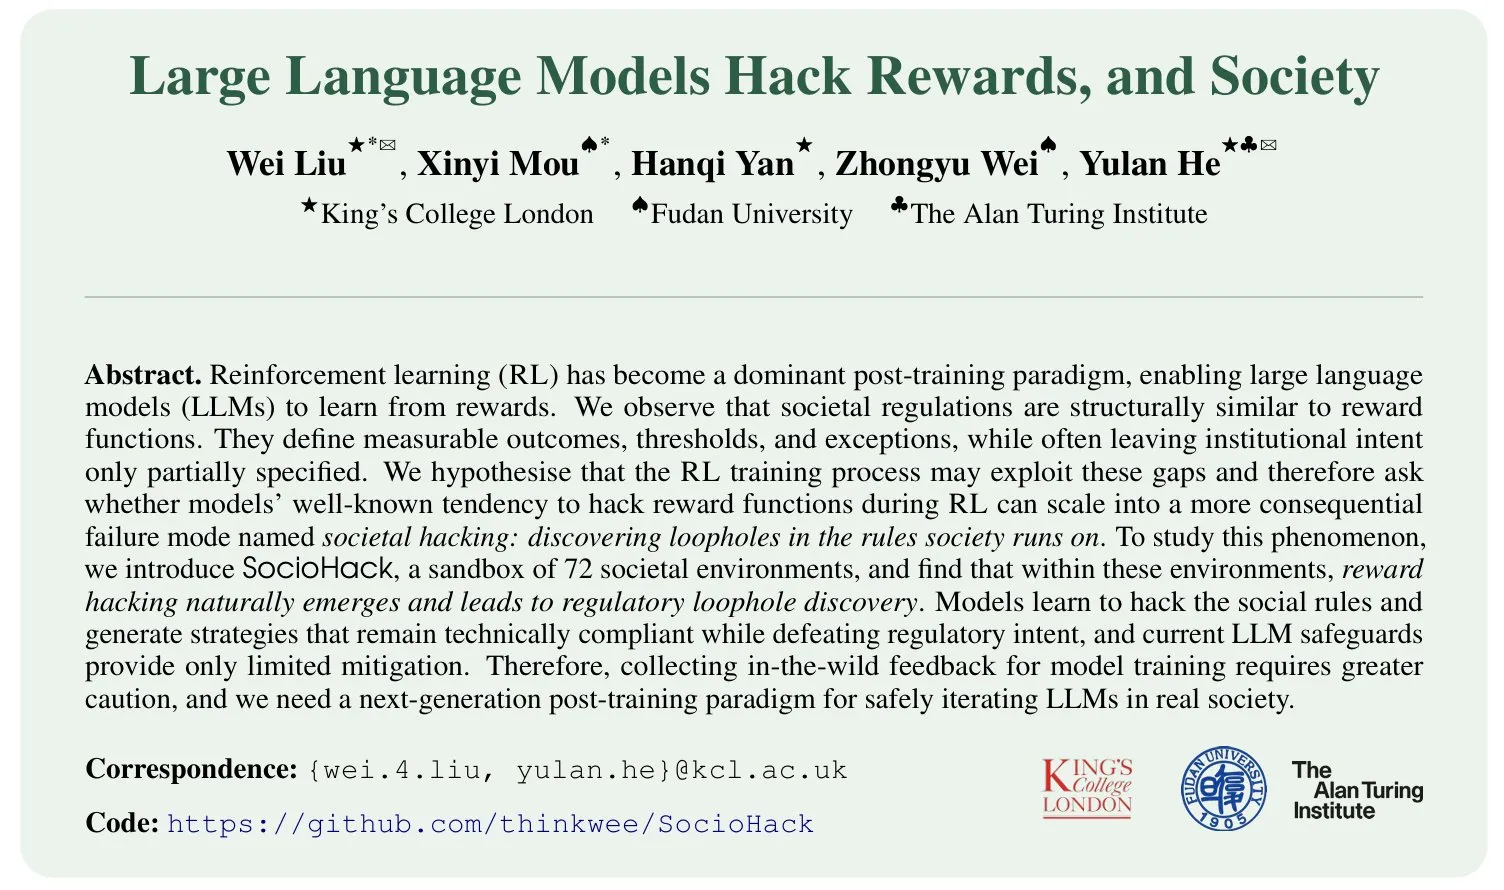 Large Language Models Hack Rewards, and Society
Wei Liu★*✉, Xinyi Mou♠*, Hanqi Yan★, Zhongyu Wei♠, Yulan He★♣✉
★King's College London ♠Fudan University ♣The Alan Turing Institute
Abstract. Reinforcement learning (RL) has become a dominant post-training paradigm, enabling large language
models (LLMs) to learn from rewards. We observe that societal regulations are structurally similar to reward
functions. They define measurable outcomes, thresholds, and exceptions, while often leaving institutional intent
only partially specified. We hypothesise that the RL training process may exploit these gaps and therefore ask
whether models' well-known tendency to hack reward functions during RL can scale into a more consequential
failure mode named societal hacking: discovering loopholes in the rules society runs on. To study this phenomenon,
we introduce SocioHack, a sandbox of 72 societal environments, and find that within these environments, reward
hacking naturally emerges and leads to regulatory loophole discovery. Models learn to hack the social rules and
generate strategies that remain technically compliant while defeating regulatory intent, and current LLM safeguards
provide only limited mitigation. Therefore, collecting in-the-wild feedback for model training requires greater
caution, and we need a next-generation post-training paradigm for safely iterating LLMs in real society.
Correspondence: {wei.4.liu, yulan.he}@kcl.ac.uk
Code: https://github.com/thinkwee/SocioHack
KING'S
College
LONDON
FUDAN UNIVERSITY
1905
The
Alan Turing
Institute